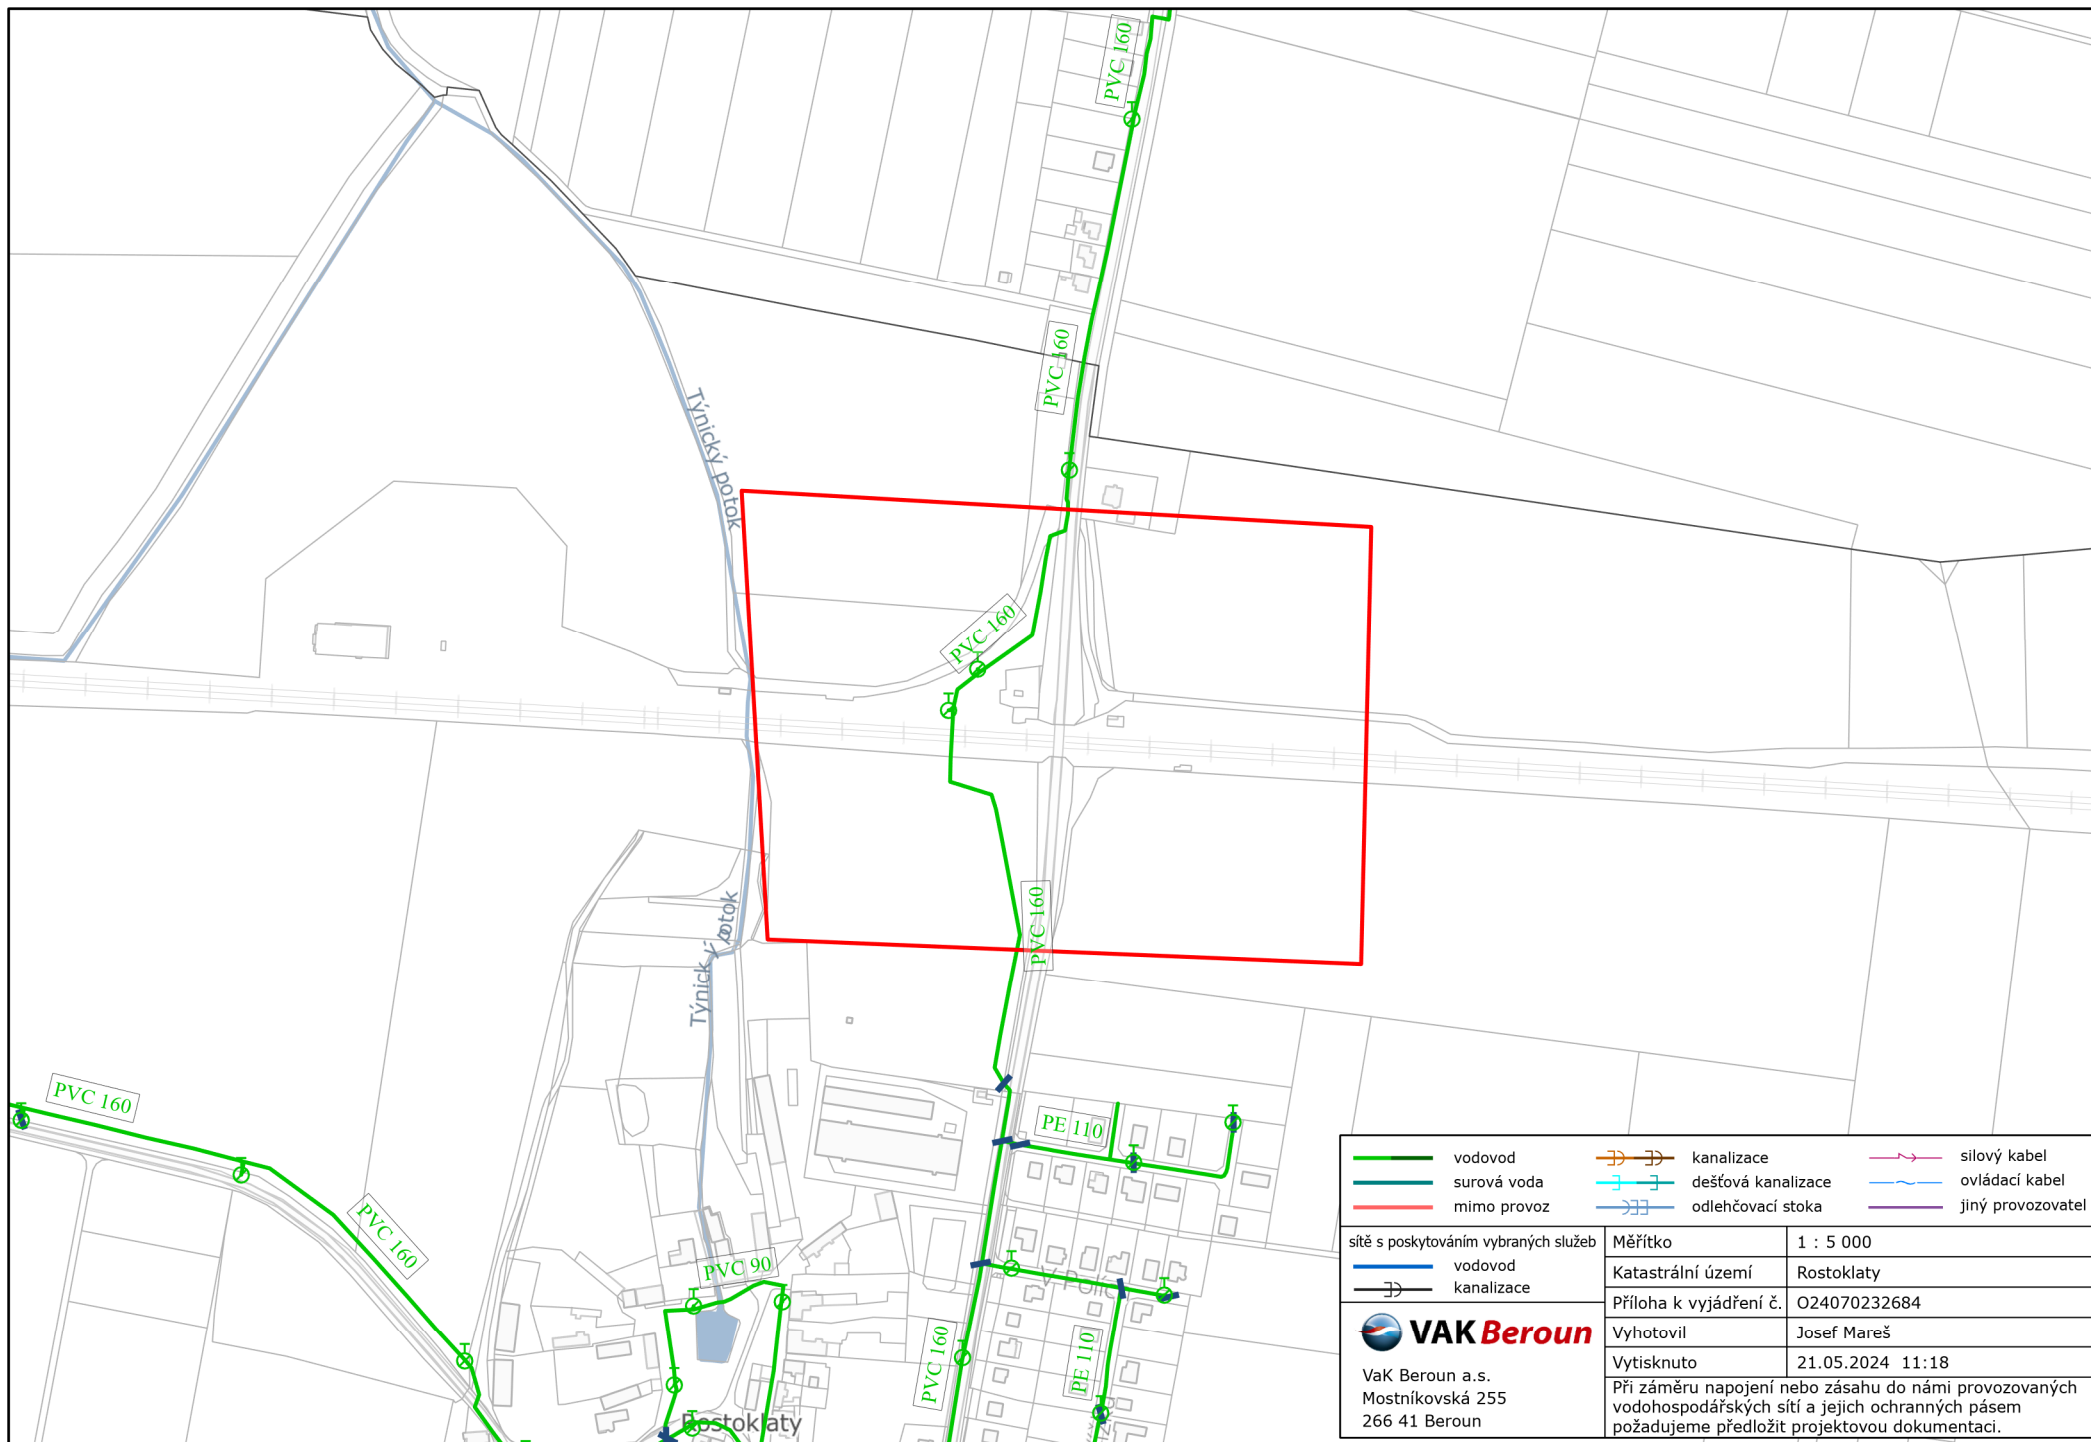 PVC 160
PVC 160
Týnický potok
PVC 160
PVC 160
Týnick
potok
PVC 160
PE 110
PVC 160
PVC 90
V Polích
PVC 160
PE 110
Rostoklaty
vodovod
surová voda
mimo provoz
kanalizace
dešťová kanalizace
odlehčovací stoka
silový kabel
ovládací kabel
jiný provozovatel
sítě s poskytováním vybraných služeb
vodovod
kanalizace
VAK Beroun
VaK Beroun a.s.
Mostníkovská 255
266 41 Beroun
Měřítko 1 : 5 000
Katastrální území Rostoklaty
Příloha k vyjádření č. O24070232684
Vyhotovil Josef Mareš
Vytisknuto 21.05.2024 11:18
Při záměru napojení nebo zásahu do námi provozovaných
vodohospodářských sítí a jejich ochranných pásem
požadujeme předložit projektovou dokumentaci.